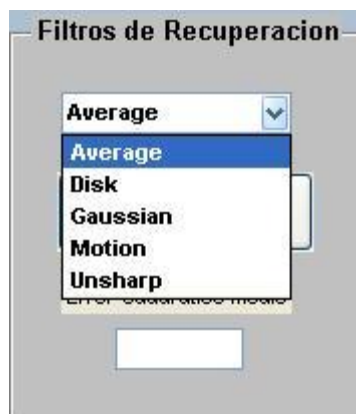 Filtros de Recuperacion
Average
Average
Disk
Gaussian
Motion
Unsharp